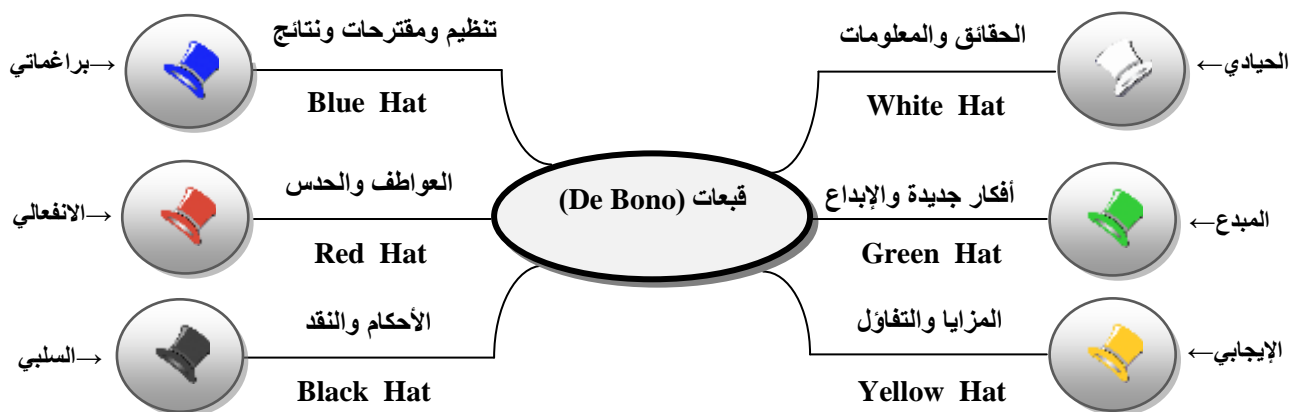 الحقائق والمعلومات
White Hat
الحيادي←
أفكار جديدة والإبداع
Green Hat
المبدع←
المزايا والتفاؤل
Yellow Hat
الإيجابي←
قبعات (De Bono)
تنظيم ومقترحات ونتائج
Blue Hat
→براغماتي
العواطف والحدس
Red Hat
→الانفعالي
الأحكام والنقد
Black Hat
→السلبي